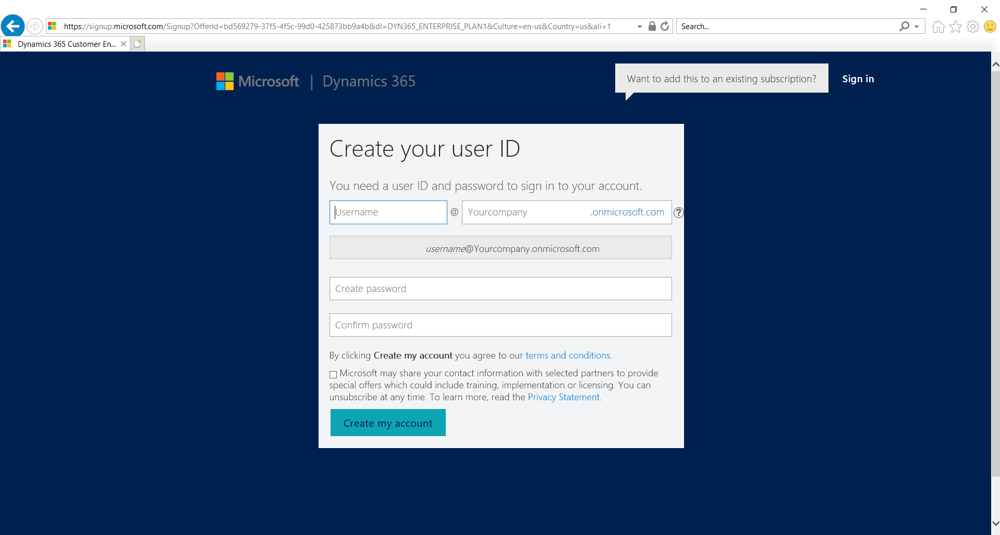 https://signup.microsoft.com/Signup?OfferId=bd569279-37f5-4f5c-99d0-425873bb9a4b&dl=DYN365_ENTERPRISE_PLAN1&Culture=en-us&Country=us&ali=1
Search...
Dynamics 365 Customer En...
Microsoft | Dynamics 365
Want to add this to an existing subscription?
Sign in
Create your user ID
You need a user ID and password to sign in to your account.
Username @ Yourcompany .onmicrosoft.com ?
username@Yourcompany.onmicrosoft.com
Create password
Confirm password
By clicking Create my account you agree to our terms and conditions.
Microsoft may share your contact information with selected partners to provide
special offers which could include training, implementation or licensing. You can
unsubscribe at any time. To learn more, read the Privacy Statement.
Create my account